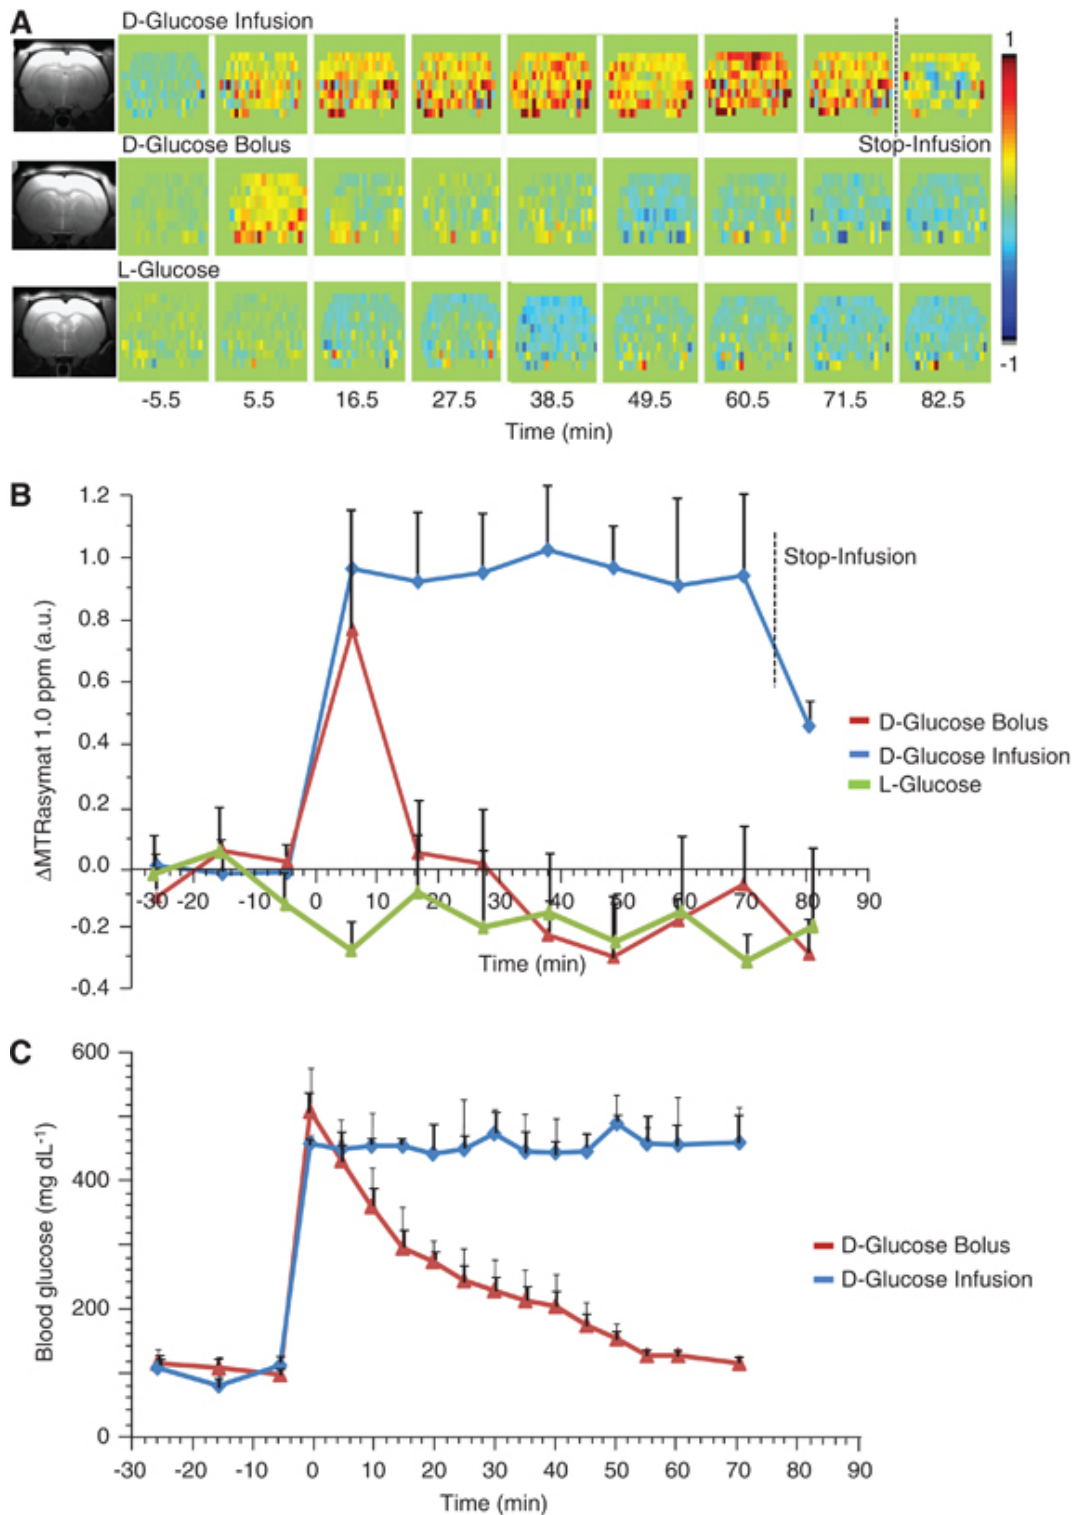 A
D-Glucose Infusion
1
D-Glucose Bolus
Stop-Infusion
L-Glucose
-1
-5.5 5.5 16.5 27.5 38.5 49.5 60.5 71.5 82.5
Time (min)
B
ΔMTRasymat 1.0 ppm (a.u.)
1.2
1.0
0.8
0.6
0.4
0.2
0.0
-0.2
-0.4
Stop-Infusion
D-Glucose Bolus
D-Glucose Infusion
L-Glucose
-30 -20 -10 0 10 20 30 40 50 60 70 80 90
Time (min)
C
Blood glucose (mg dL-1)
600
400
200
0
D-Glucose Bolus
D-Glucose Infusion
-30 -20 -10 0 10 20 30 40 50 60 70 80 90
Time (min)